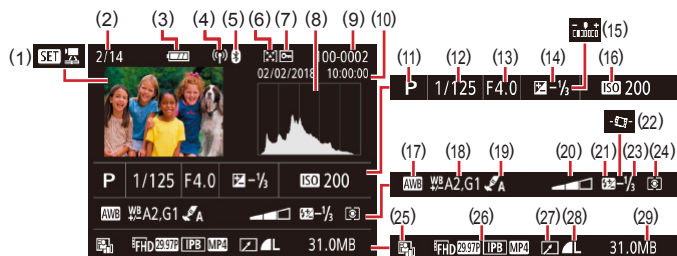 (1) (2) (3) (4) (5) (6) (7) (8) (9) (10)
SET
2/14 100-0002
02/02/2018 10:00:00
P 1/125 F4.0 -1/3 ISO 200
AWB WB+/- A2,G1 A -1/3
FHD 29.97P IPB MP4 L 31.0MB
(15)
(11) (12) (13) (14) (16)
P 1/125 F4.0 -1/3 ISO 200
(22)
(17) (18) (19) (20) (21) (23) (24)
AWB WB+/- A2,G1 A -1/3
(25) (26) (27) (28) (29)
FHD 29.97P IPB MP4 L 31.0MB